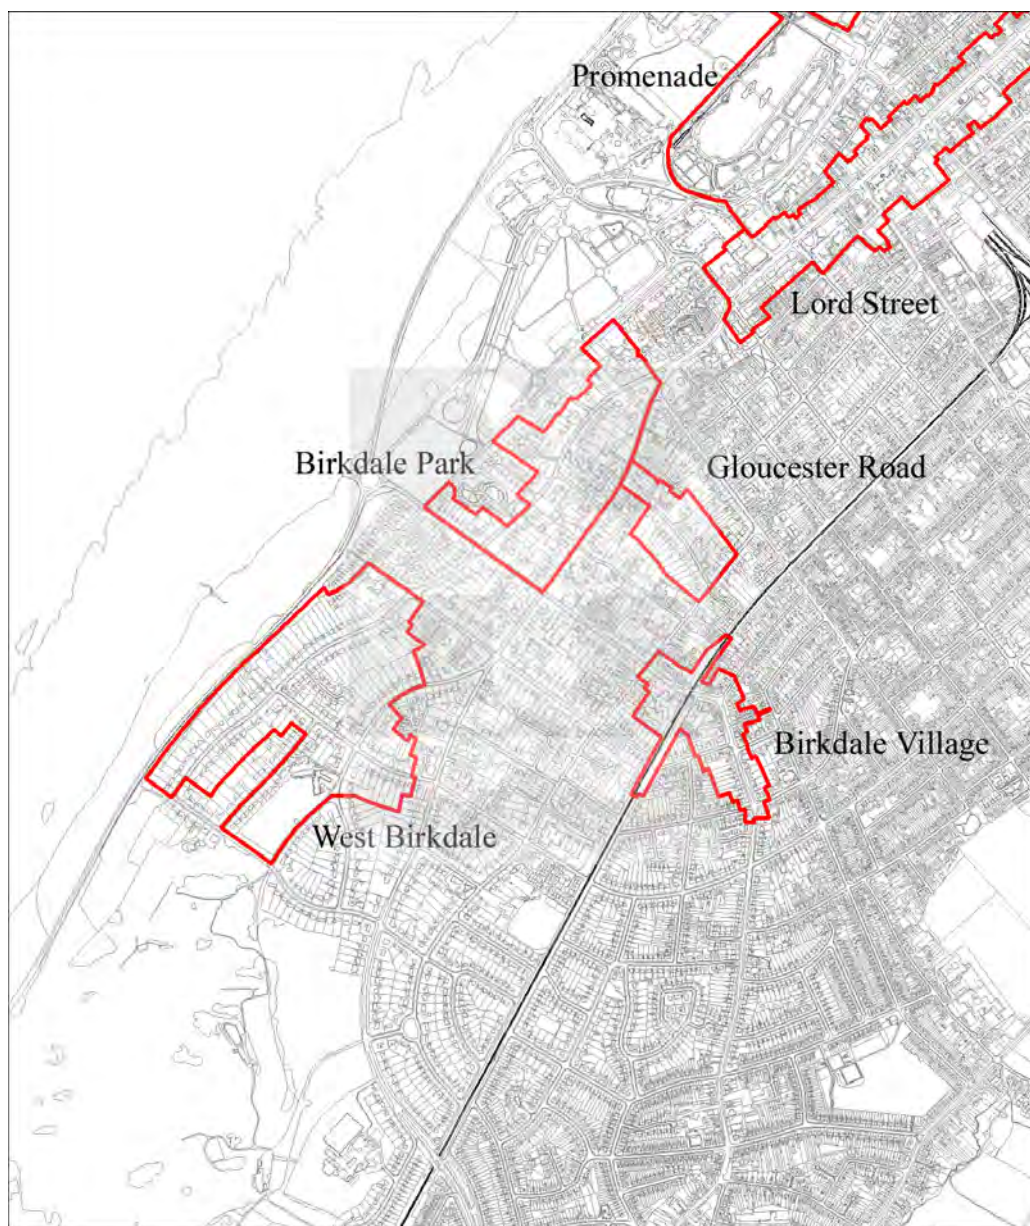 Promenade
Lord Street
Birkdale Park
Gloucester Road
Birkdale Village
West Birkdale